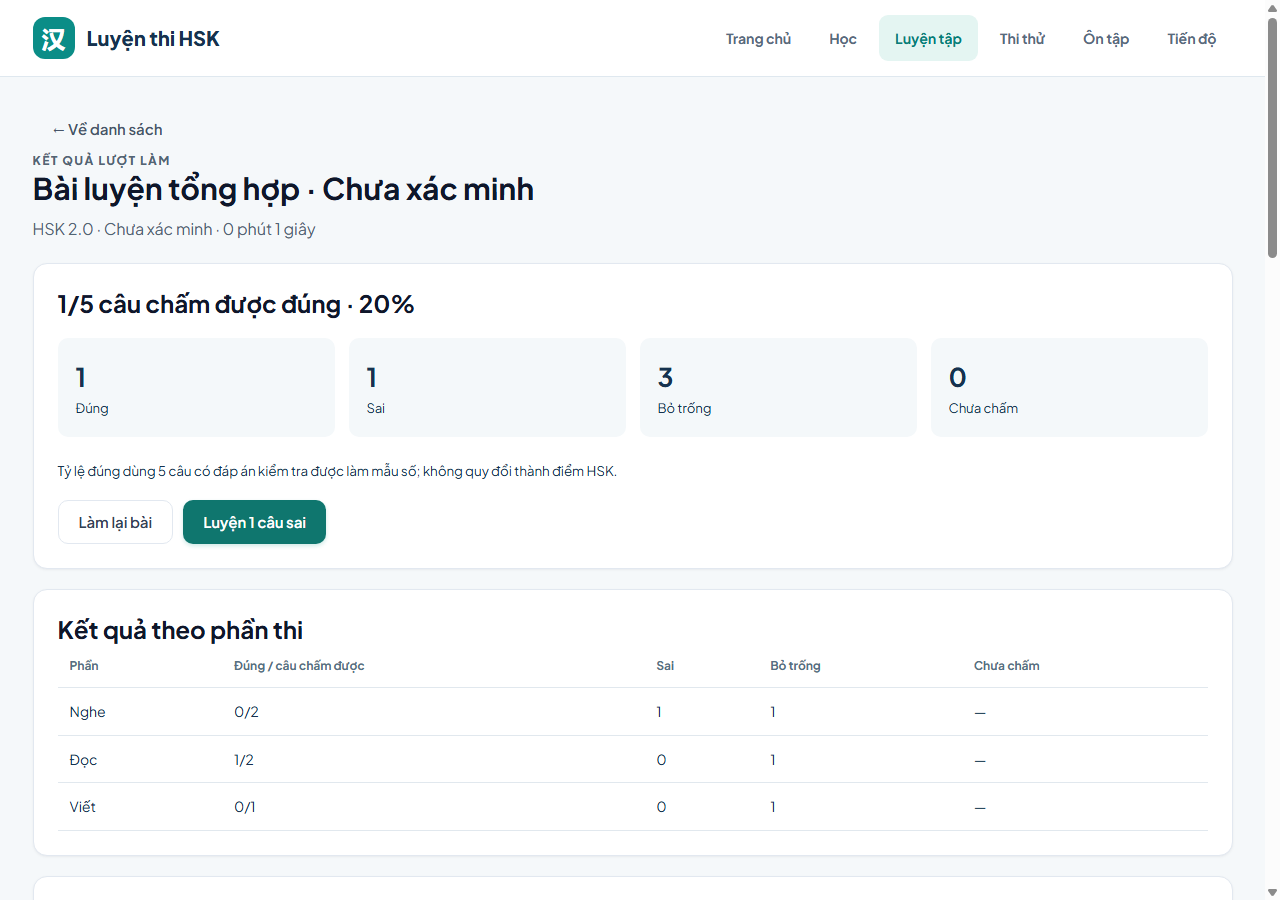 汉 Luyện thi HSK
Trang chủ Học Luyện tập Thi thử Ôn tập Tiến độ
← Về danh sách
KẾT QUẢ LƯỢT LÀM
Bài luyện tổng hợp · Chưa xác minh
HSK 2.0 · Chưa xác minh · 0 phút 1 giây
1/5 câu chấm được đúng · 20%
1 1 3 0
Đúng Sai Bỏ trống Chưa chấm
Tỷ lệ đúng dùng 5 câu có đáp án kiểm tra được làm mẫu số; không quy đổi thành điểm HSK.
Làm lại bài Luyện 1 câu sai
Kết quả theo phần thi
Phần Đúng / câu chấm được Sai Bỏ trống Chưa chấm
Nghe 0/2 1 1 —
Đọc 1/2 0 1 —
Viết 0/1 0 1 —